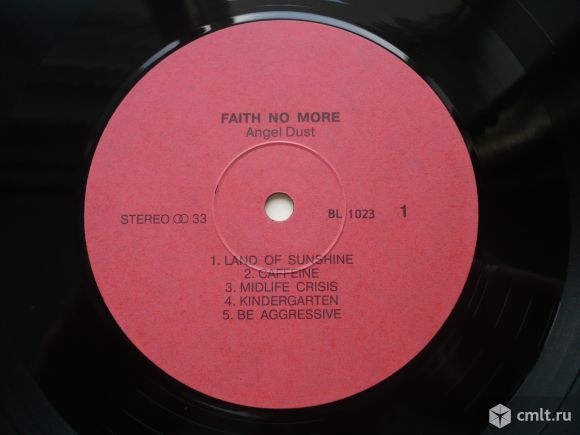 FAITH NO MORE
Angel Dust
STEREO 33 BL 1023 1
1. LAND OF SUNSHINE
2. CAFFEINE
3. MIDLIFE CRISIS
4. KINDERGARTEN
5. BE AGGRESSIVE
cmlt.ru